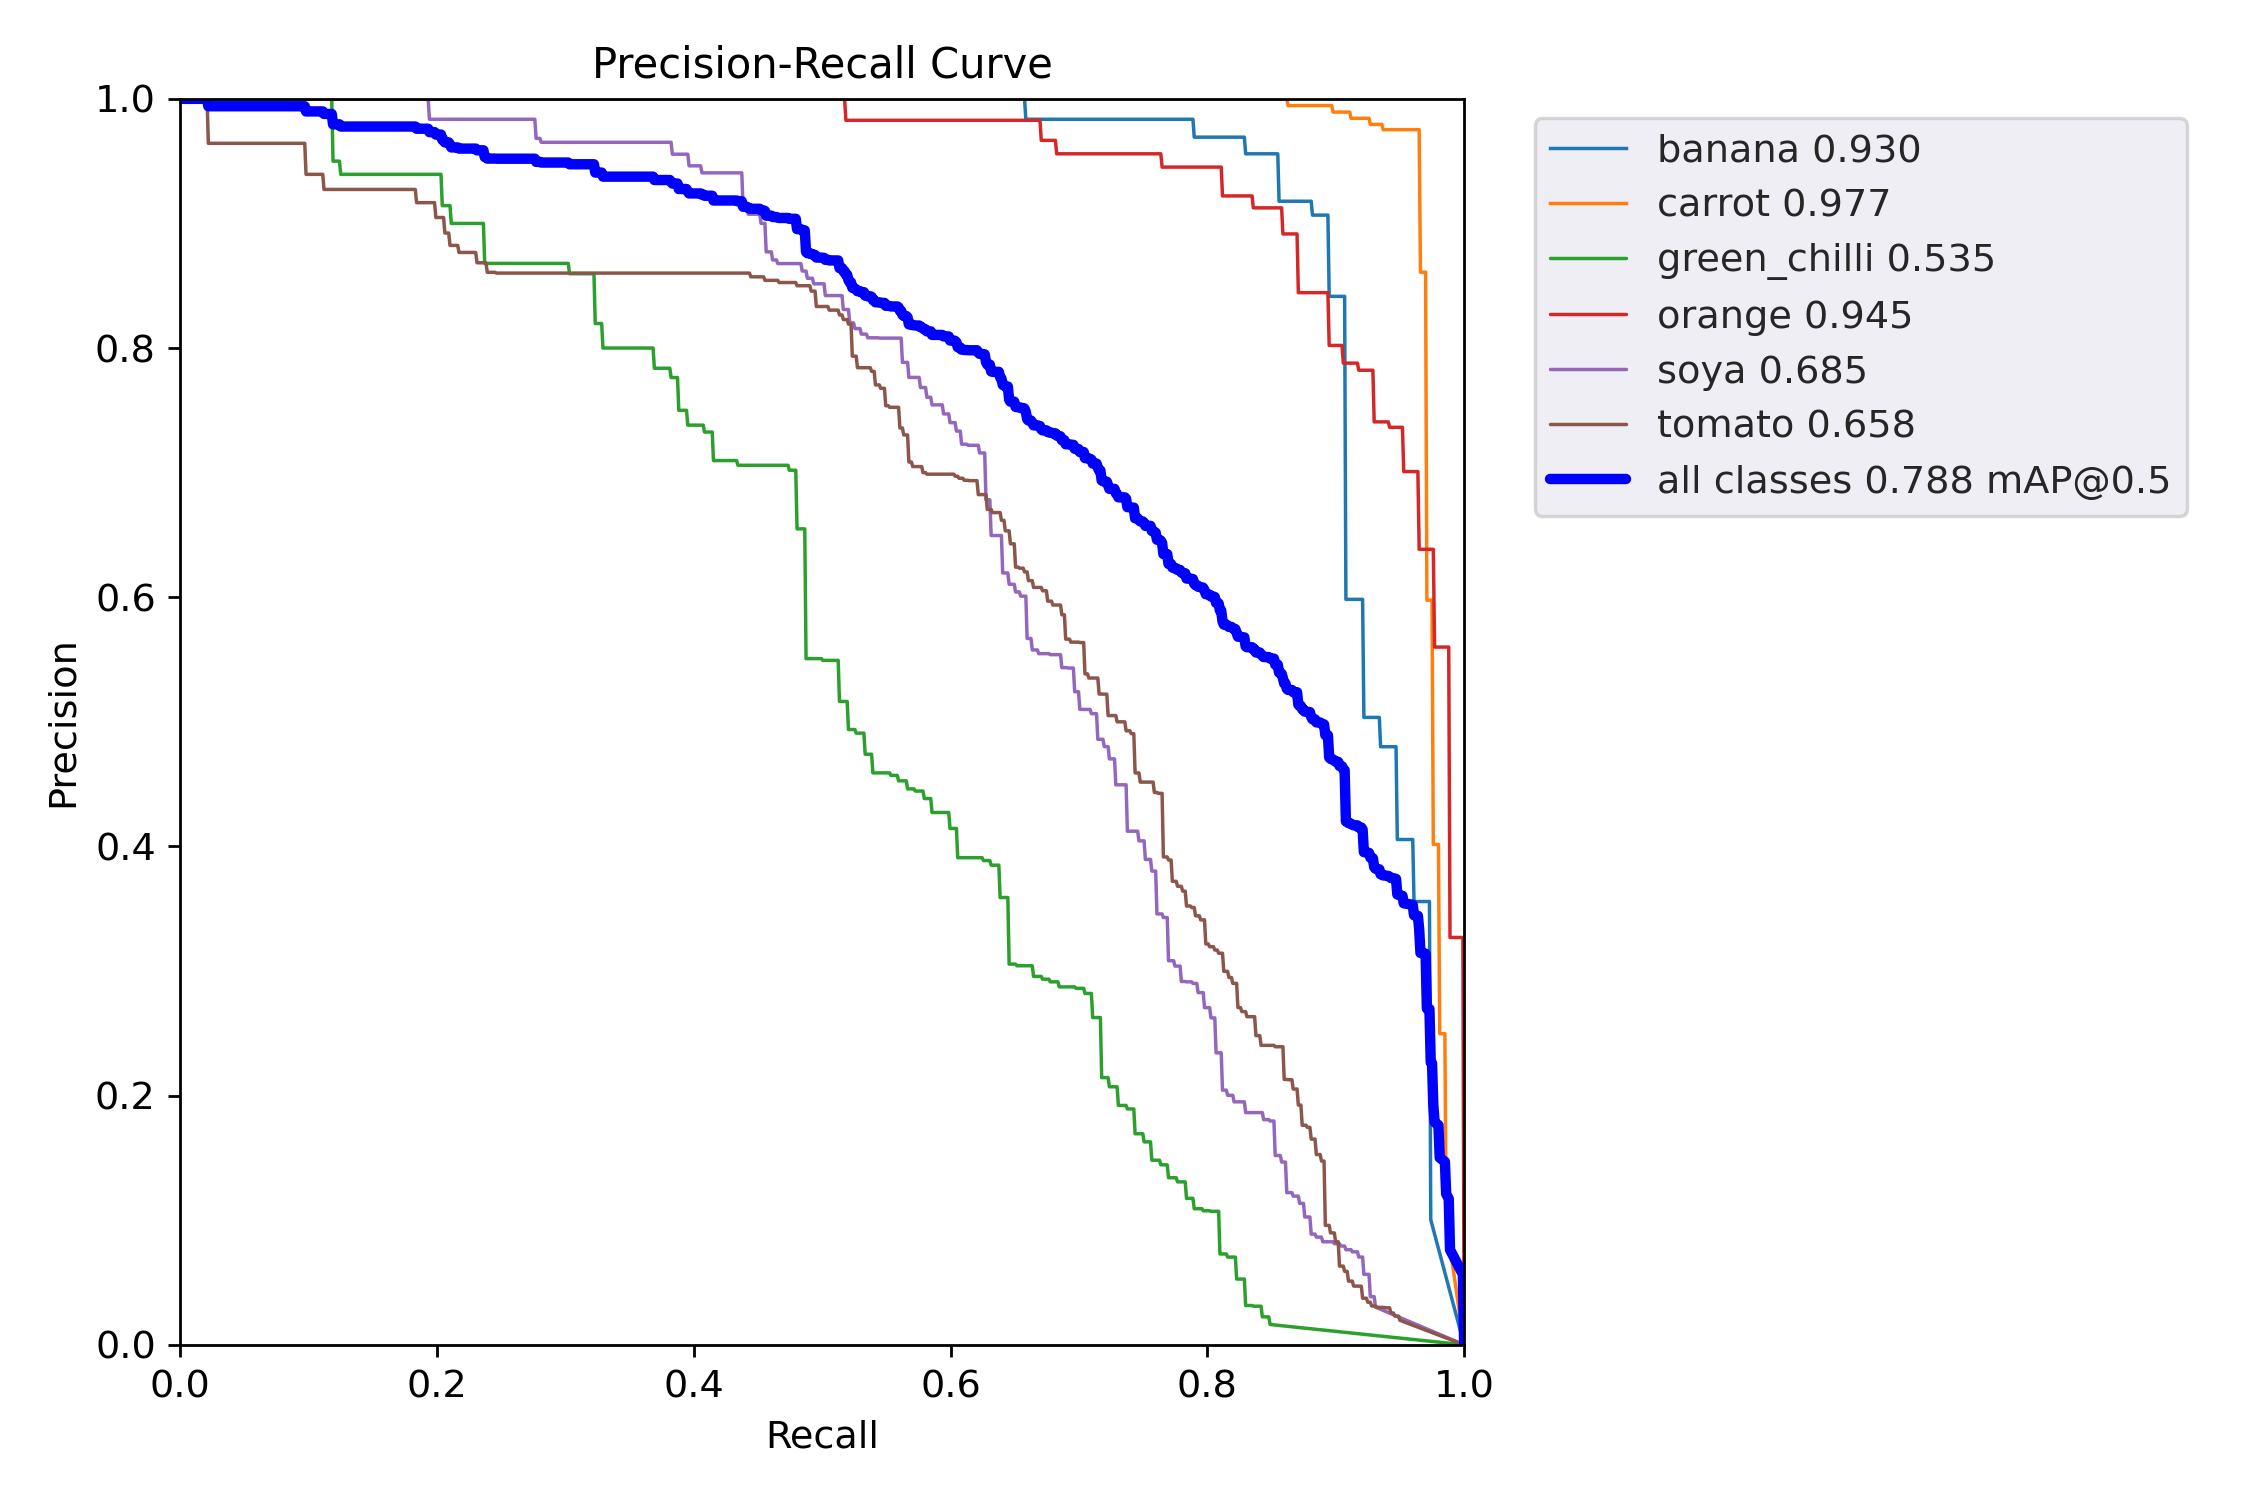 Precision-Recall Curve
1.0
0.8
0.6
0.4
0.2
0.0
Precision
0.0 0.2 0.4 0.6 0.8 1.0
Recall
banana 0.930
carrot 0.977
green_chilli 0.535
orange 0.945
soya 0.685
tomato 0.658
all classes 0.788 mAP@0.5